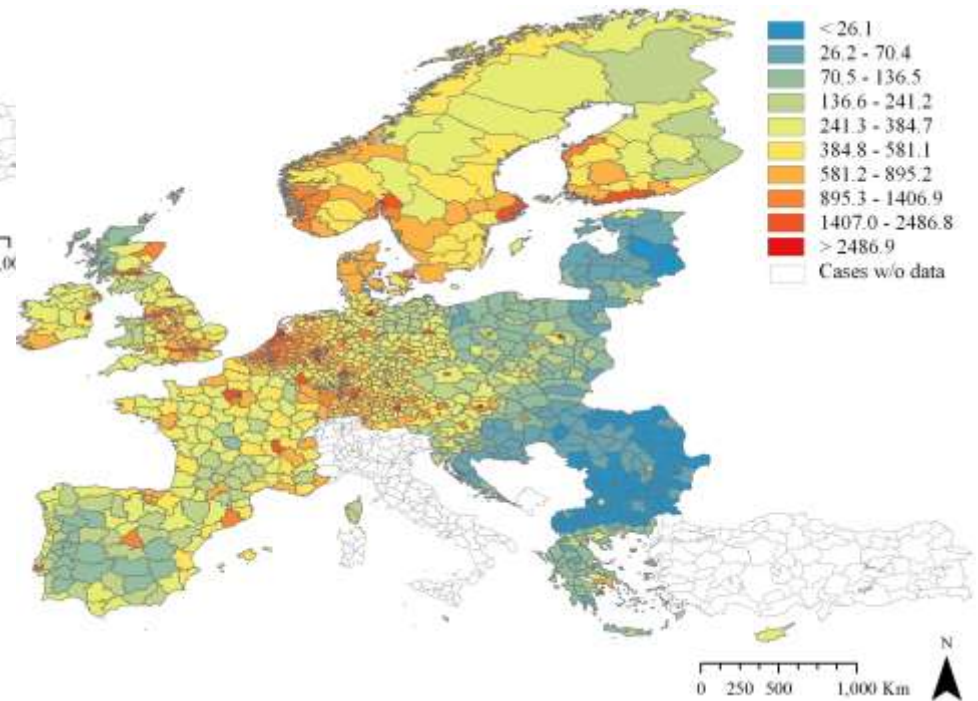 < 26.1
26.2 - 70.4
70.5 - 136.5
136.6 - 241.2
241.3 - 384.7
384.8 - 581.1
581.2 - 895.2
895.3 - 1406.9
1407.0 - 2486.8
> 2486.9
Cases w/o data
N
0 250 500 1,000 Km